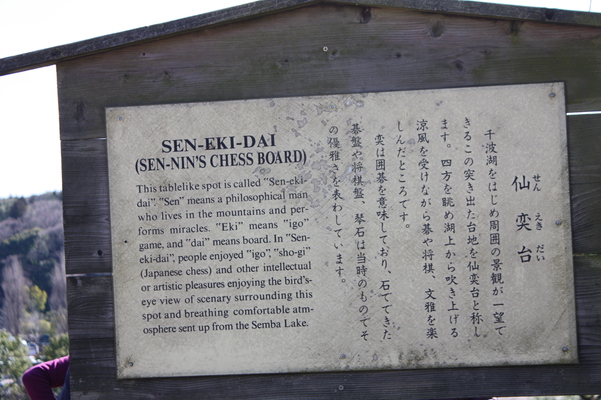 SEN-EKI-DAI
(SEN-NIN'S CHESS BOARD)
This tablelike spot is called "Sen-eki-
dai". "Sen" means a philosophical man
who lives in the mountains and per-
forms miracles. "Eki" means "igo"
game, and "dai" means board. In "Sen-
eki-dai", people enjoyed "igo", "sho-gi"
(Japanese chess) and other intellectual
or artistic pleasures enjoying the bird's-
eye view of scenary surrounding this
spot and breathing comfortable atm-
osphere sent up from the Semba Lake.
仙奕台
せんえきだい
千波湖をはじめ周囲の景観が一望で
きるこの突き出た台地を仙奕台と称し
ます。四方を眺め湖上から吹き上げる
涼風を受けながら碁や将棋、文雅を楽
しんだところです。
奕は囲碁を意味しており、石でできた
碁盤や将棋盤、琴石は当時のものでそ
の優雅さを表わしています。